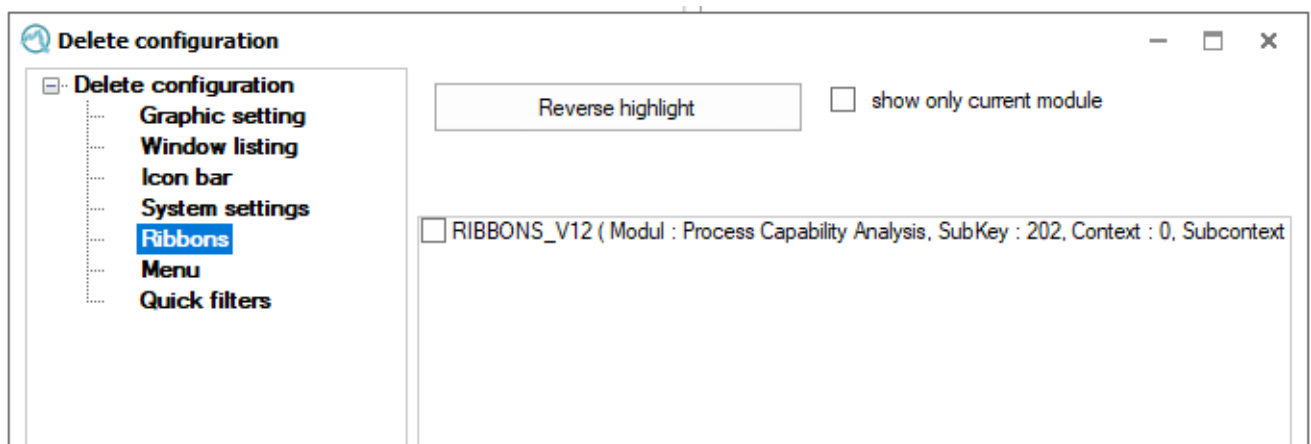 Delete configuration
Delete configuration
Graphic setting
Window listing
Icon bar
System settings
Ribbons
Menu
Quick filters
Reverse highlight
show only current module
RIBBONS_V12 ( Modul : Process Capability Analysis, SubKey : 202, Context : 0, Subcontext